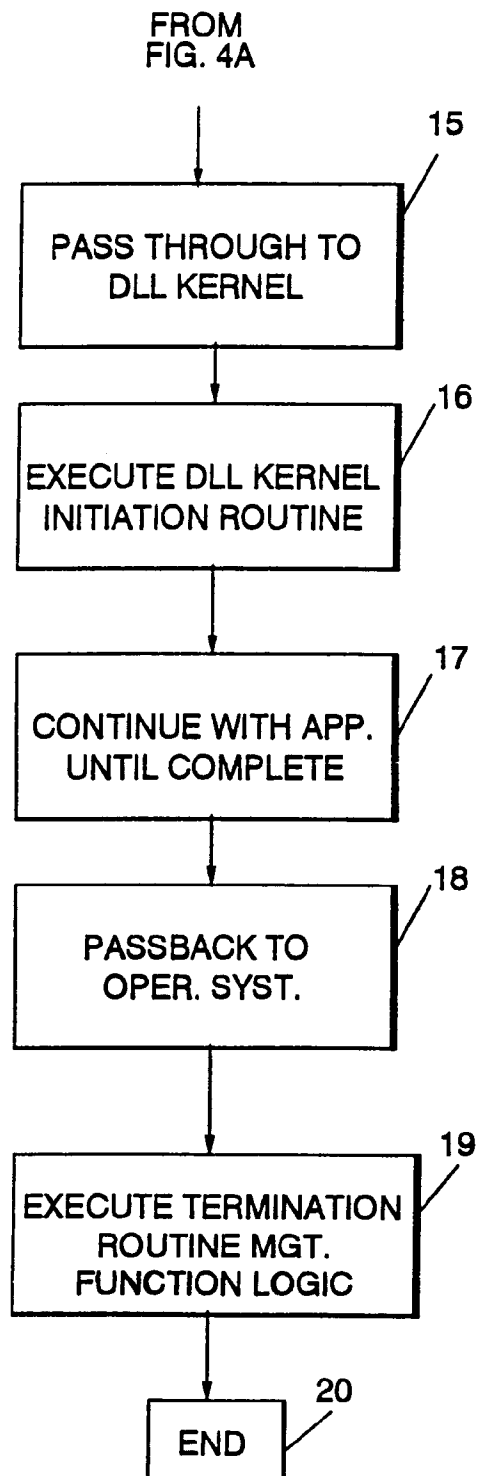 FROM
FIG. 4A
15
PASS THROUGH TO
DLL KERNEL
16
EXECUTE DLL KERNEL
INITIATION ROUTINE
17
CONTINUE WITH APP.
UNTIL COMPLETE
18
PASSBACK TO
OPER. SYST.
19
EXECUTE TERMINATION
ROUTINE MGT.
FUNCTION LOGIC
20
END